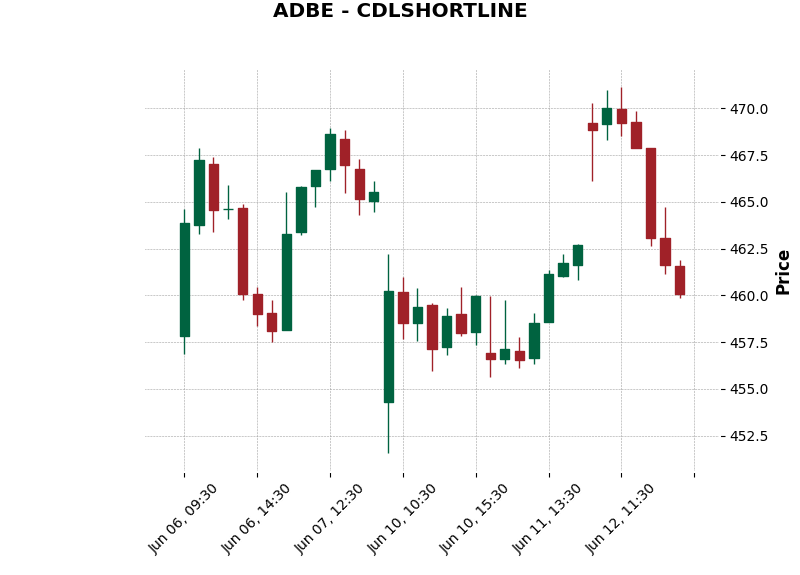 ADBE - CDLSHORTLINE
470.0
467.5
465.0
462.5
460.0
457.5
455.0
452.5
Price
Jun 06, 09:30
Jun 06, 14:30
Jun 07, 12:30
Jun 10, 10:30
Jun 10, 15:30
Jun 11, 13:30
Jun 12, 11:30